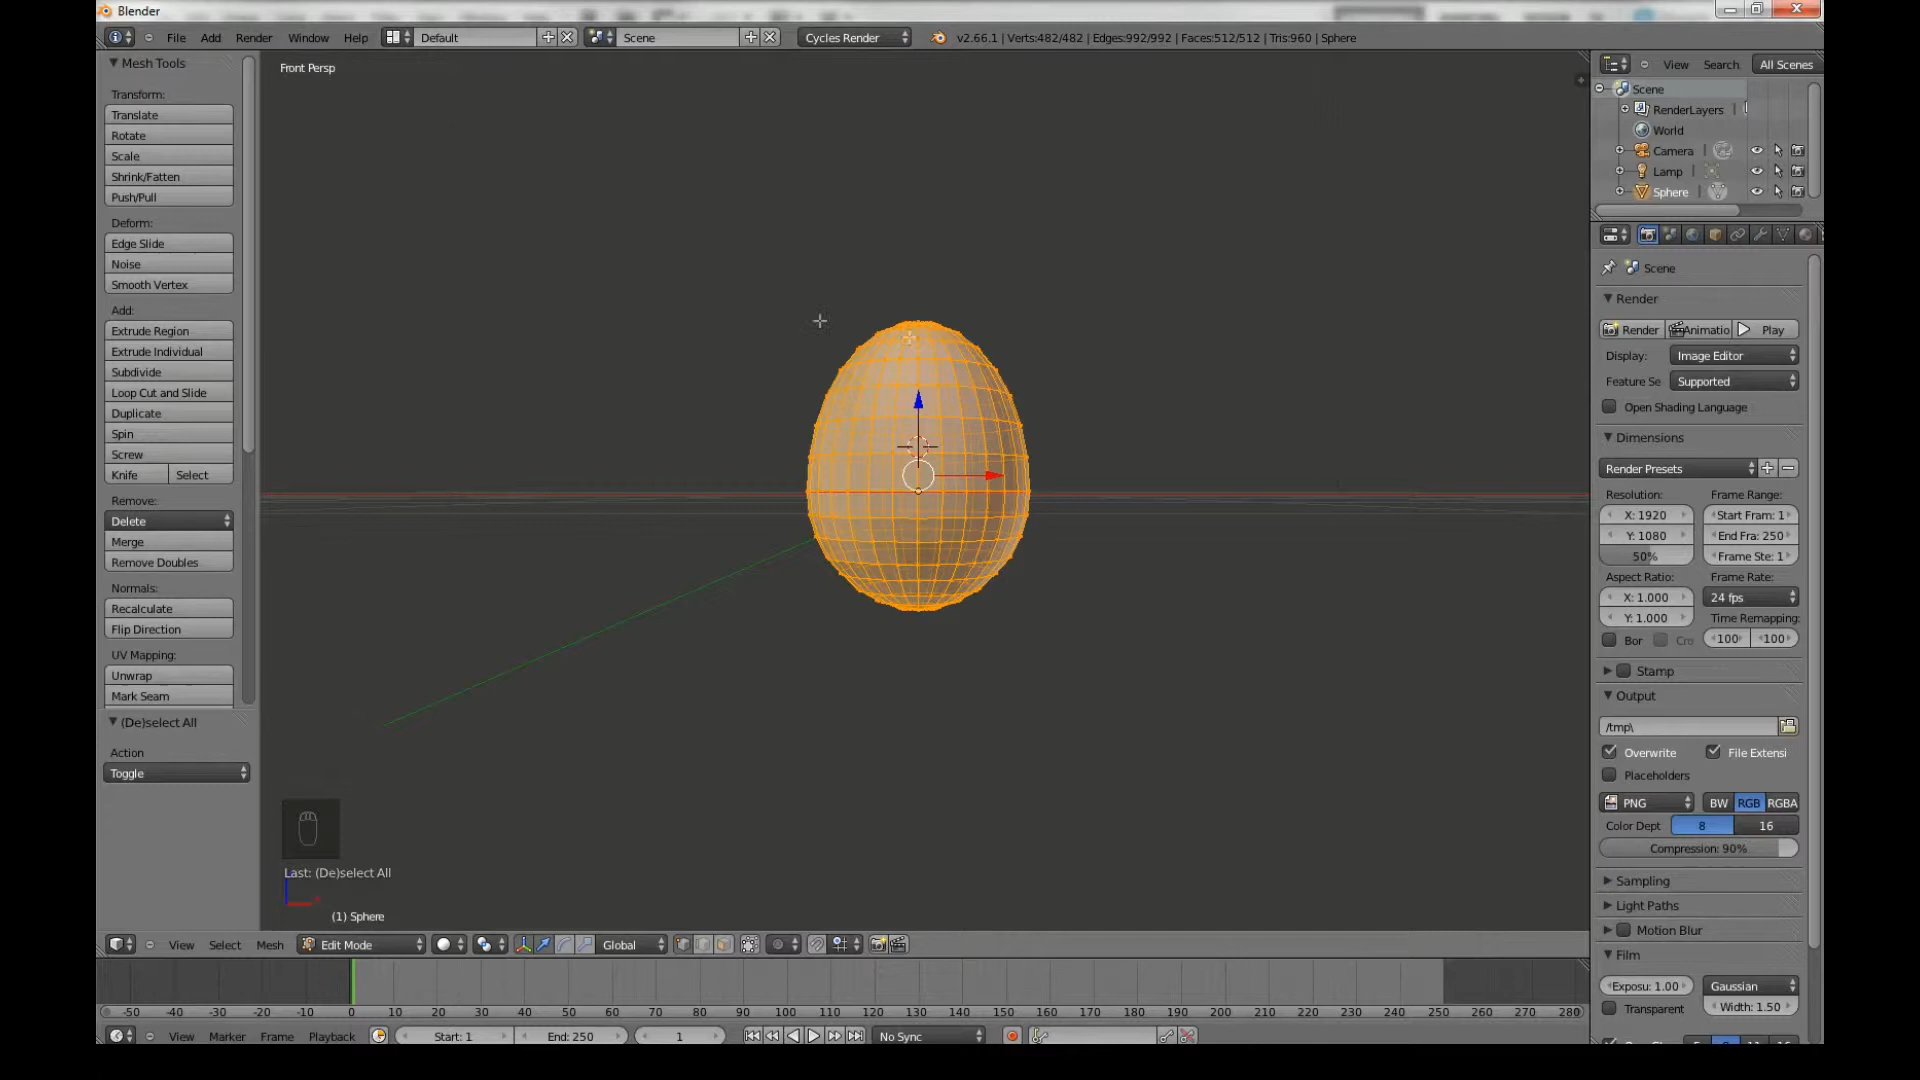 Blender
File Add Render Window Help Default Scene Cycles Render v2.66.1 | Verts:482/482 | Edges:992/992 | Faces:512/512 | Tris:960 | Sphere
Mesh Tools
Transform:
Translate
Rotate
Scale
Shrink/Fatten
Push/Pull
Deform:
Edge Slide
Noise
Smooth Vertex
Add:
Extrude Region
Extrude Individual
Subdivide
Loop Cut and Slide
Duplicate
Spin
Screw
Knife Select
Remove:
Delete
Merge
Remove Doubles
Normals:
Recalculate
Flip Direction
UV Mapping:
Unwrap
Mark Seam
(De)select All
Action
Toggle
Front Persp
Last: (De)select All
(1) Sphere
View Search All Scenes
Scene
RenderLayers
World
Camera
Lamp
Sphere
Scene
Render
Render Animatio Play
Display: Image Editor
Feature Se Supported
Open Shading Language
Dimensions
Render Presets
Resolution: Frame Range:
X: 1920 Start Fram: 1
Y: 1080 End Fra: 250
50% Frame Ste: 1
Aspect Ratio: Frame Rate:
X: 1.000 24 fps
Y: 1.000 Time Remapping:
Bor Cro 100 100
Stamp
Output
/tmp\
Overwrite File Extensi
Placeholders
PNG BW RGB RGBA
Color Dept 8 16
Compression: 90%
Sampling
Light Paths
Motion Blur
Film
Exposu: 1.00 Gaussian
Transparent Width: 1.50
View Select Mesh Edit Mode Global
-50 -40 -30 -20 -10 0 10 20 30 40 50 60 70 80 90 100 110 120 130 140 150 160 170 180 190 200 210 220 230 240 250 260 270 280
View Marker Frame Playback Start: 1 End: 250 1 No Sync